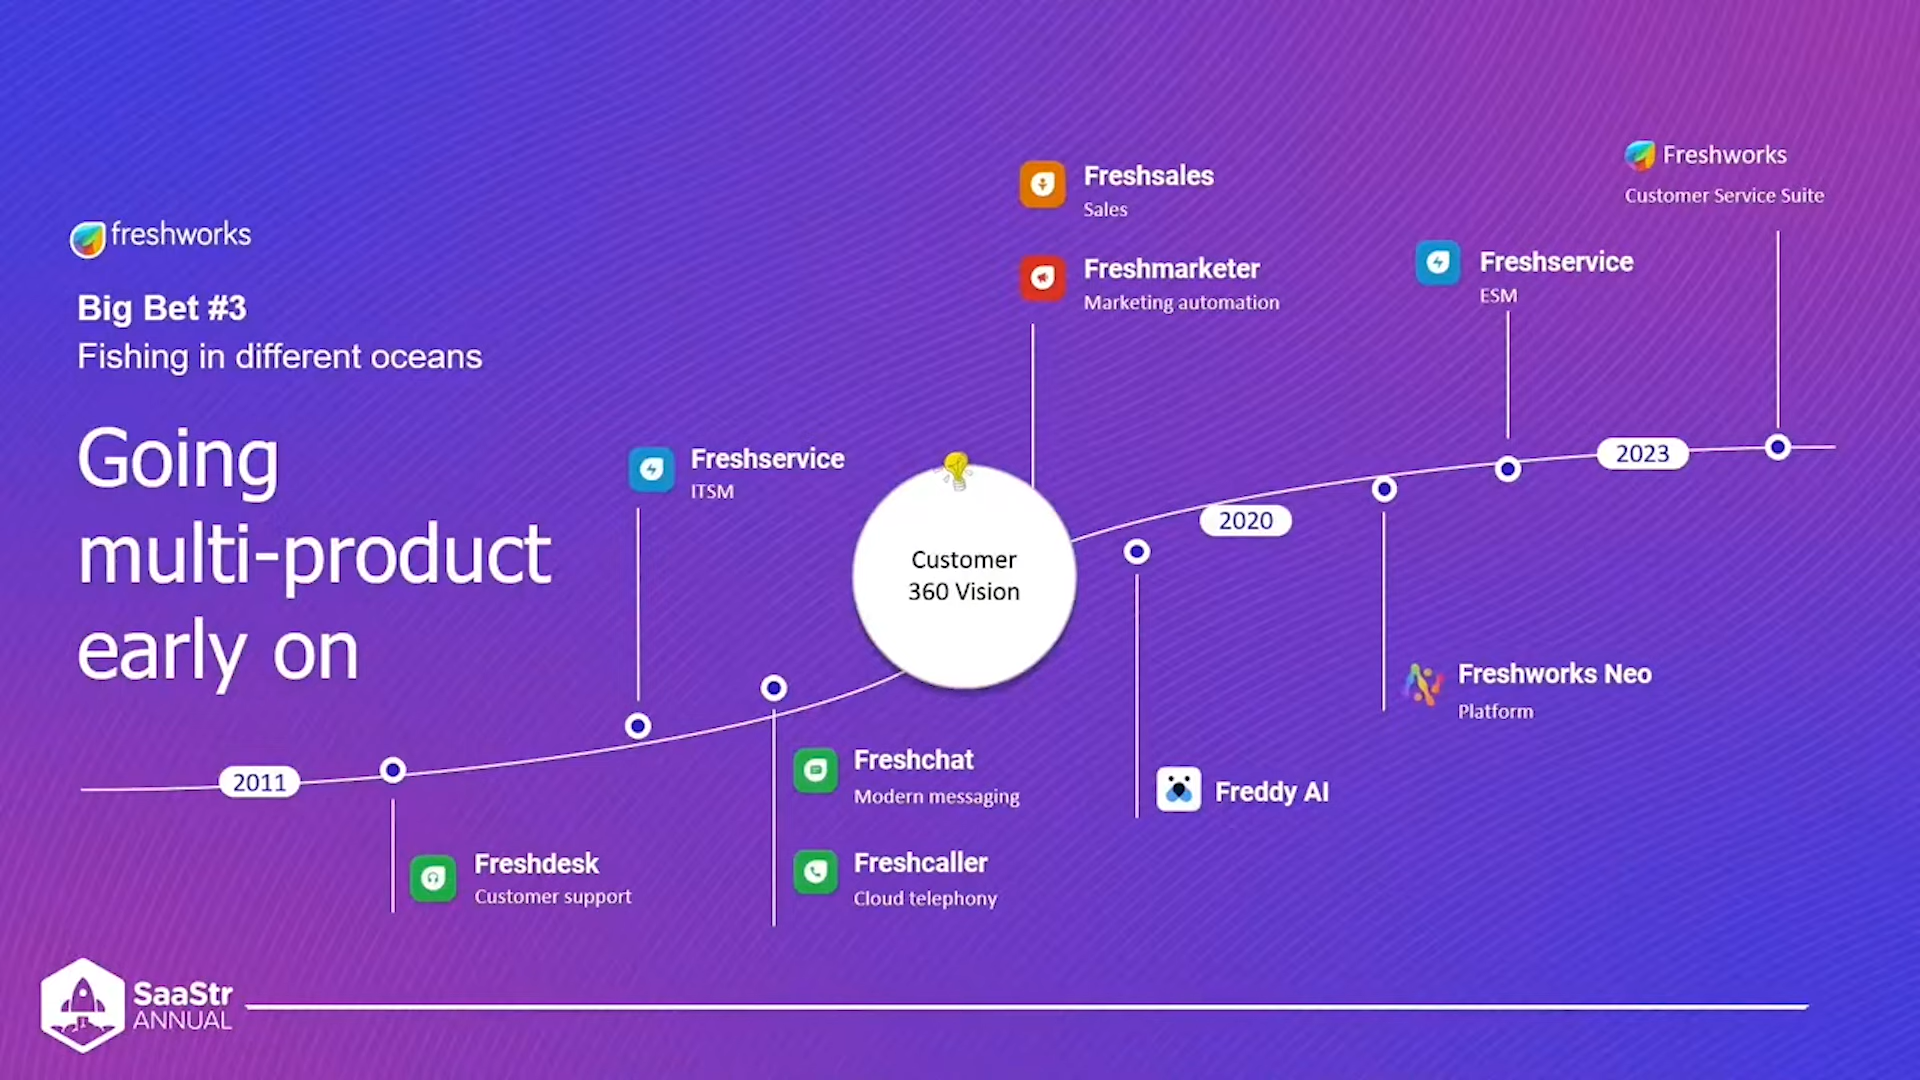 freshworks
Big Bet #3
Fishing in different oceans
Going
multi-product
early on
2011
Freshdesk
Customer support
Freshservice
ITSM
Freshchat
Modern messaging
Freshcaller
Cloud telephony
Customer
360 Vision
Freshsales
Sales
Freshmarketer
Marketing automation
Freddy AI
2020
Freshworks Neo
Platform
Freshservice
ESM
2023
Freshworks
Customer Service Suite
SaaStr
ANNUAL